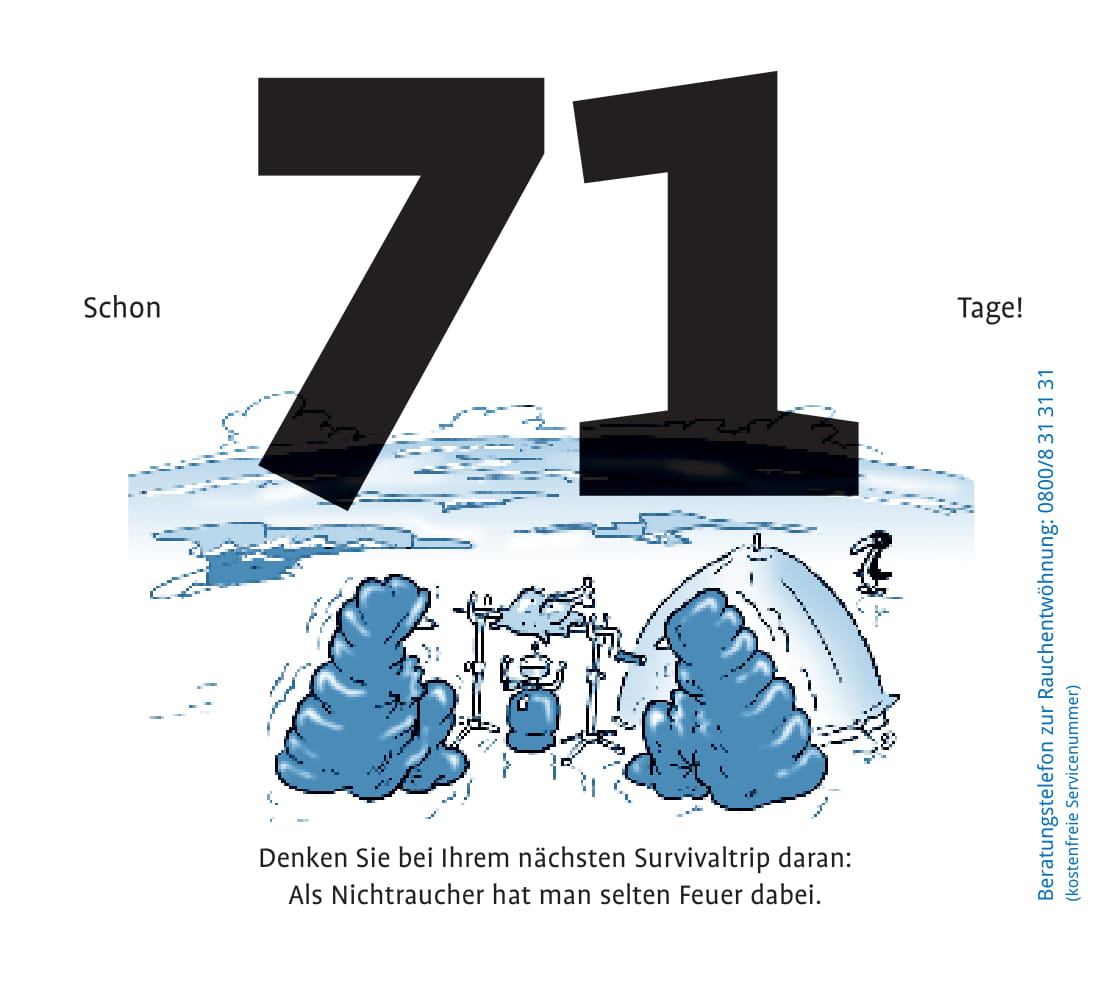 71
Schon
Tage!
Denken Sie bei Ihrem nächsten Survivaltrip daran:
Als Nichtraucher hat man selten Feuer dabei.
Beratungstelefon zur Rauchentwöhnung: 0800/8 31 31 31
(kostenfreie Servicenummer)